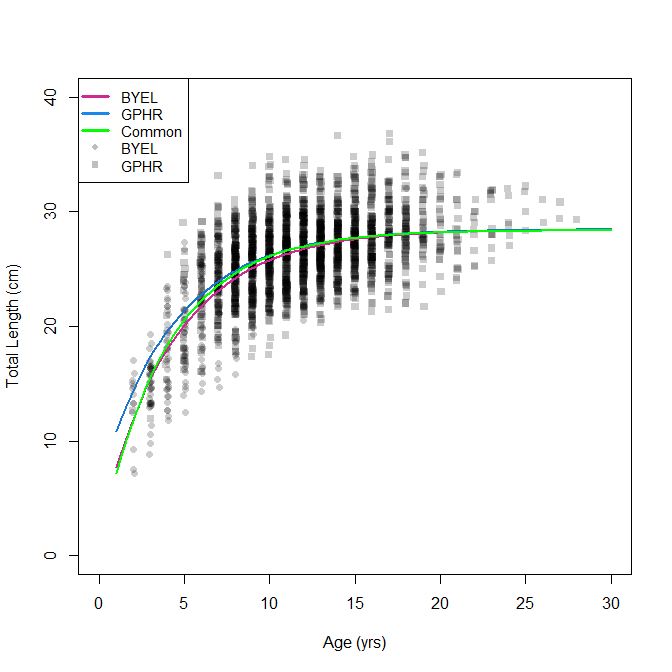 BYEL
GPHR
Common
BYEL
GPHR
40
30
20
10
0
Total Length (cm)
0 5 10 15 20 25 30
Age (yrs)